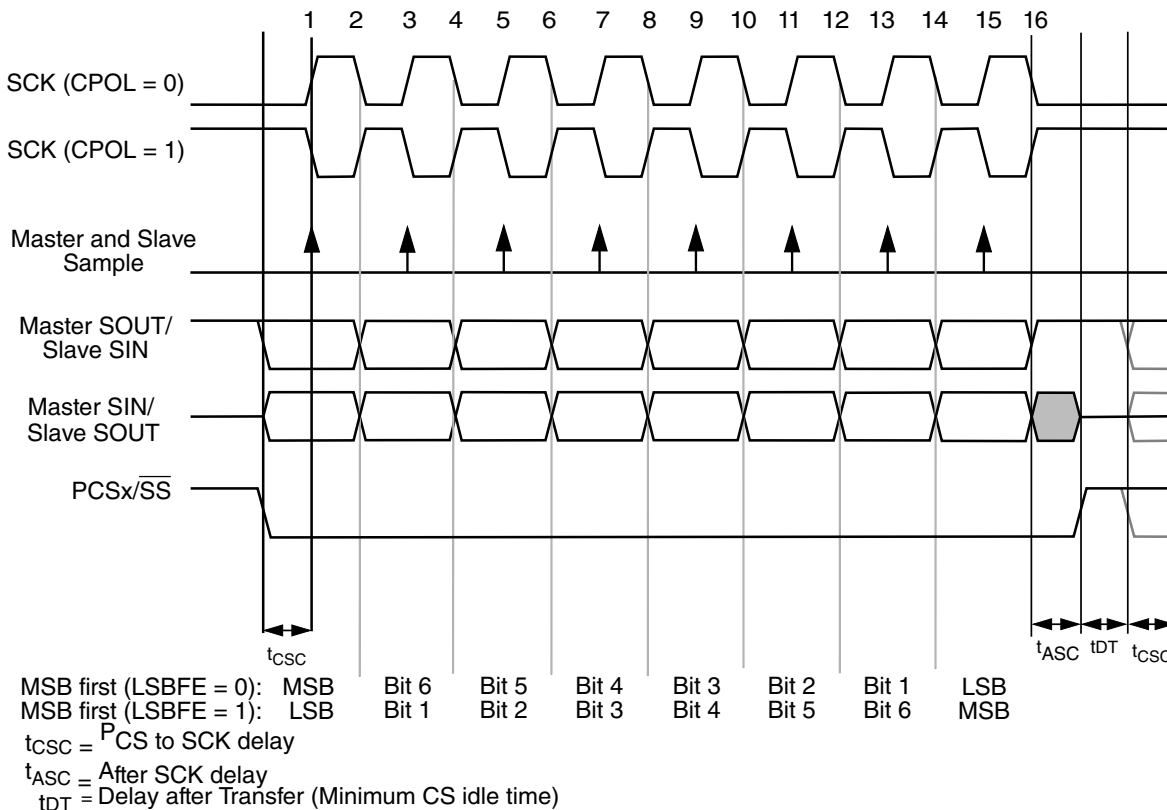 1 2 3 4 5 6 7 8 9 10 11 12 13 14 15 16
SCK (CPOL = 0)
SCK (CPOL = 1)
Master and Slave
Sample
Master SOUT/
Slave SIN
Master SIN/
Slave SOUT
PCSx/SS
tCSC
tASC tDT tCSC
MSB first (LSBFE = 0): MSB Bit 6 Bit 5 Bit 4 Bit 3 Bit 2 Bit 1 LSB
MSB first (LSBFE = 1): LSB Bit 1 Bit 2 Bit 3 Bit 4 Bit 5 Bit 6 MSB
tCSC = PCS to SCK delay
tASC = After SCK delay
tDT = Delay after Transfer (Minimum CS idle time)